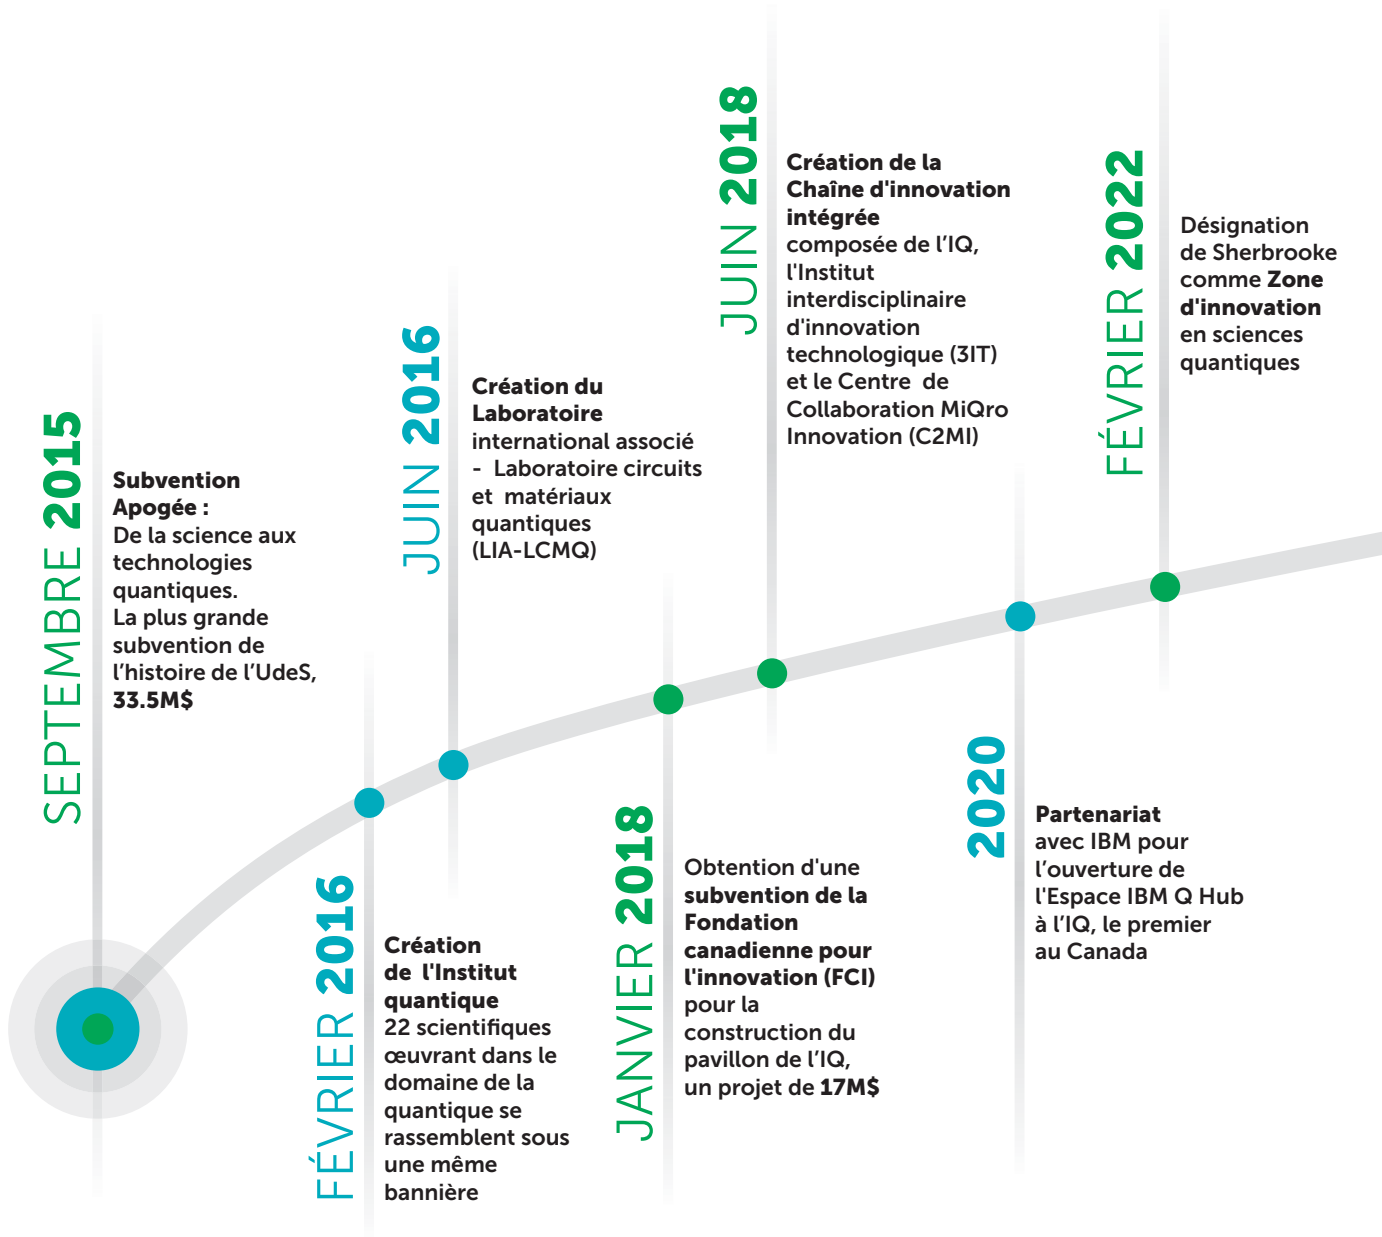 SEPTEMBRE 2015
Subvention
Apogée :
De la science aux
technologies
quantiques.
La plus grande
subvention de
l’histoire de l’UdeS,
33.5M$
FÉVRIER 2016
Création
de l'Institut
quantique
22 scientifiques
œuvrant dans le
domaine de la
quantique se
rassemblent sous
une même
bannière
JUIN 2016
Création du
Laboratoire
international associé
- Laboratoire circuits
et matériaux
quantiques
(LIA-LCMQ)
JANVIER 2018
Obtention d'une
subvention de la
Fondation
canadienne pour
l'innovation (FCI)
pour la
construction du
pavillon de l’IQ,
un projet de 17M$
JUIN 2018
Création de la
Chaîne d'innovation
intégrée
composée de l’IQ,
l'Institut
interdisciplinaire
d'innovation
technologique (3IT)
et le Centre de
Collaboration MiQro
Innovation (C2MI)
2020
Partenariat
avec IBM pour
l’ouverture de
l'Espace IBM Q Hub
à l’IQ, le premier
au Canada
FÉVRIER 2022
Désignation
de Sherbrooke
comme Zone
d'innovation
en sciences
quantiques